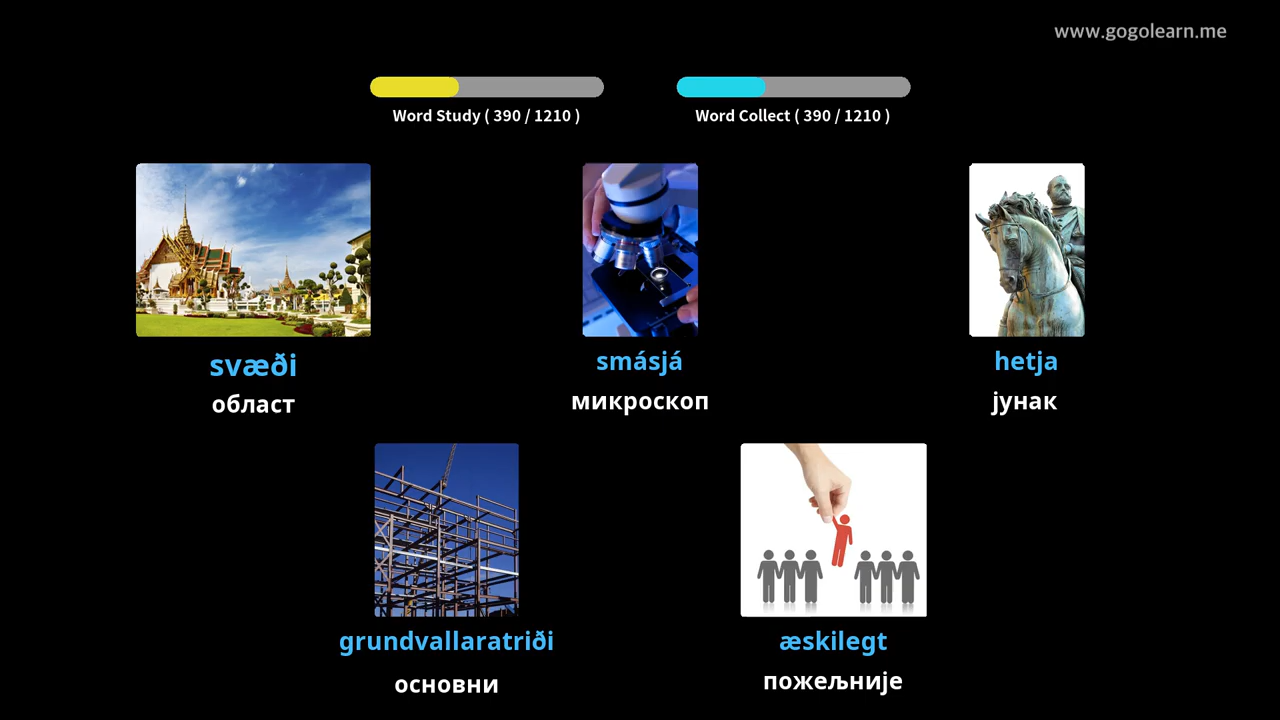 www.gogolearn.me
Word Study ( 390 / 1210 )
Word Collect ( 390 / 1210 )
svæði
smásjá
hetja
област
микроскоп
јунак
grundvallaratriði
æskilegt
основни
пожељније